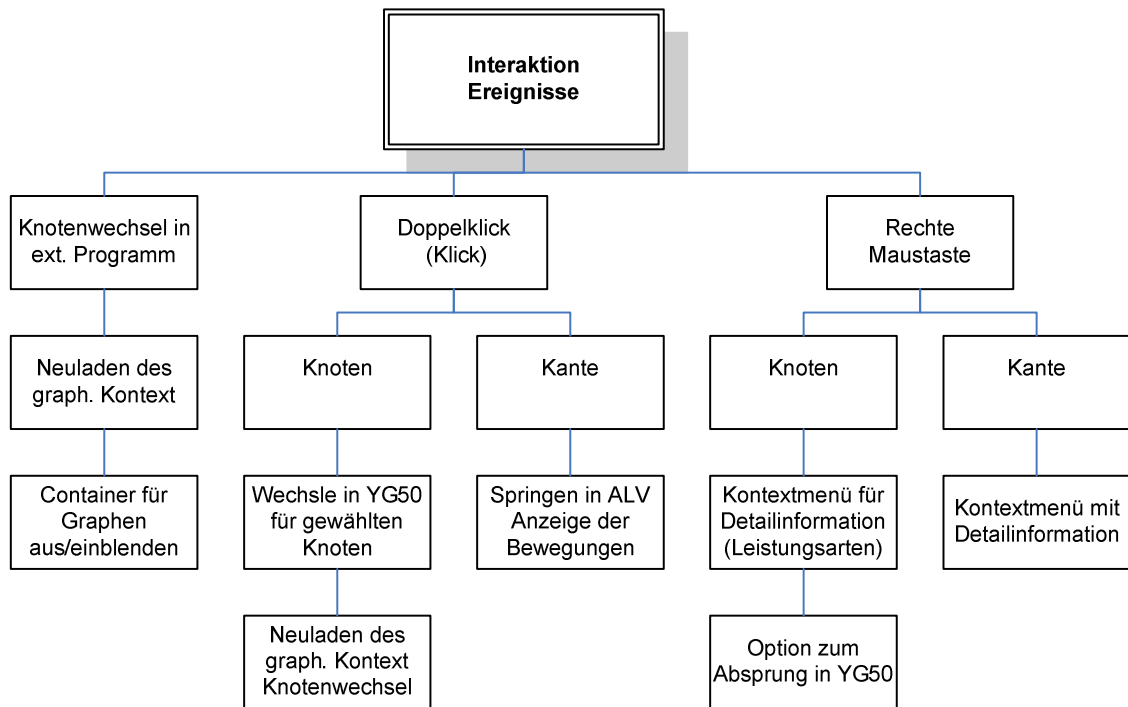 Interaktion
Ereignisse
Knotenwechsel in
ext. Programm
Doppelklick
(Klick)
Rechte
Maustaste
Neuladen des
graph. Kontext
Knoten
Kante
Knoten
Kante
Container für
Graphen
aus/einblenden
Wechsle in YG50
für gewählten
Knoten
Springen in ALV
Anzeige der
Bewegungen
Kontextmenü für
Detailinformation
(Leistungsarten)
Kontextmenü mit
Detailinformation
Neuladen des
graph. Kontext
Knotenwechsel
Option zum
Absprung in YG50